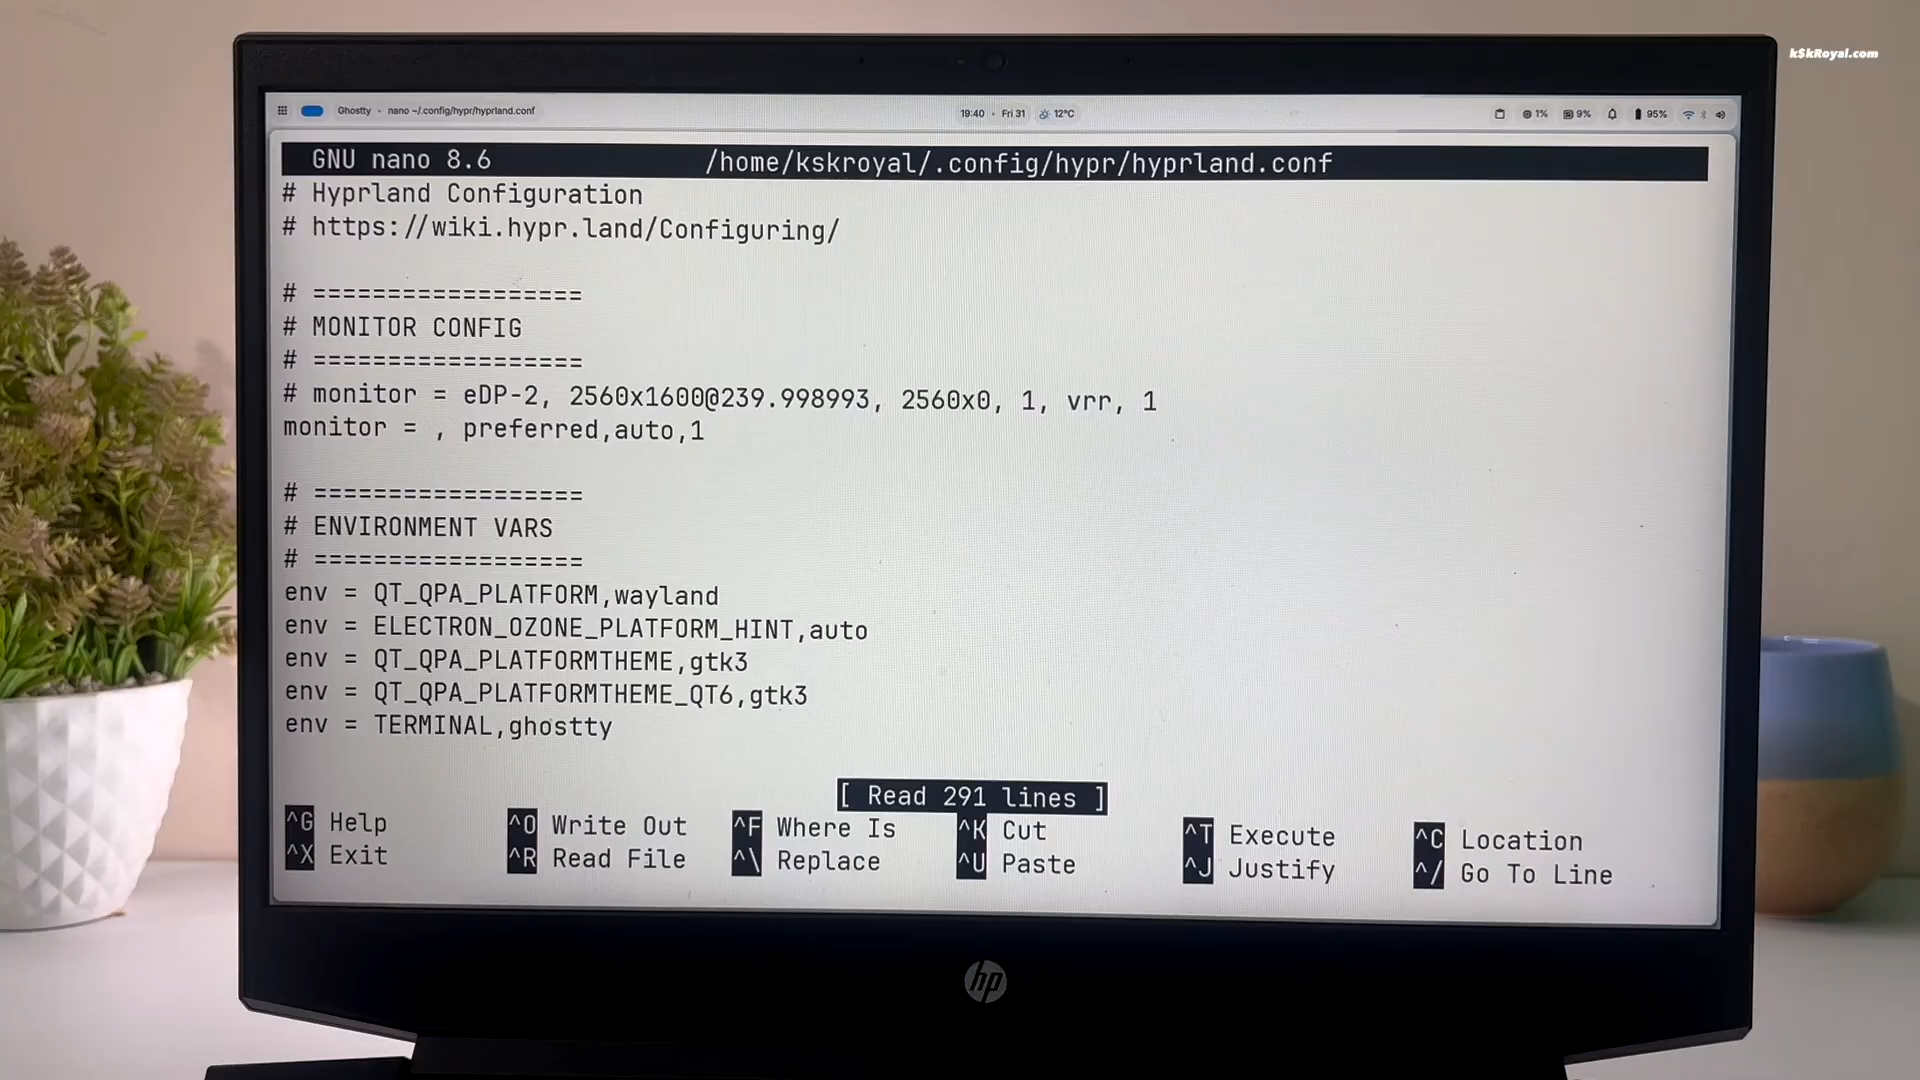 kSkRoyal.com
Ghostty • nano ~/.config/hypr/hyprland.conf
19:40 • Fri 31 12°C
1% 9% 95%
GNU nano 8.6 /home/kskroyal/.config/hypr/hyprland.conf
# Hyprland Configuration
# https://wiki.hypr.land/Configuring/
# ==================
# MONITOR CONFIG
# ==================
# monitor = eDP-2, 2560x1600@239.998993, 2560x0, 1, vrr, 1
monitor = , preferred,auto,1
# ==================
# ENVIRONMENT VARS
# ==================
env = QT_QPA_PLATFORM,wayland
env = ELECTRON_OZONE_PLATFORM_HINT,auto
env = QT_QPA_PLATFORMTHEME,gtk3
env = QT_QPA_PLATFORMTHEME_QT6,gtk3
env = TERMINAL,ghostty
[ Read 291 lines ]
^G Help ^O Write Out ^F Where Is ^K Cut ^T Execute ^C Location
^X Exit ^R Read File ^\ Replace ^U Paste ^J Justify ^/ Go To Line
hp